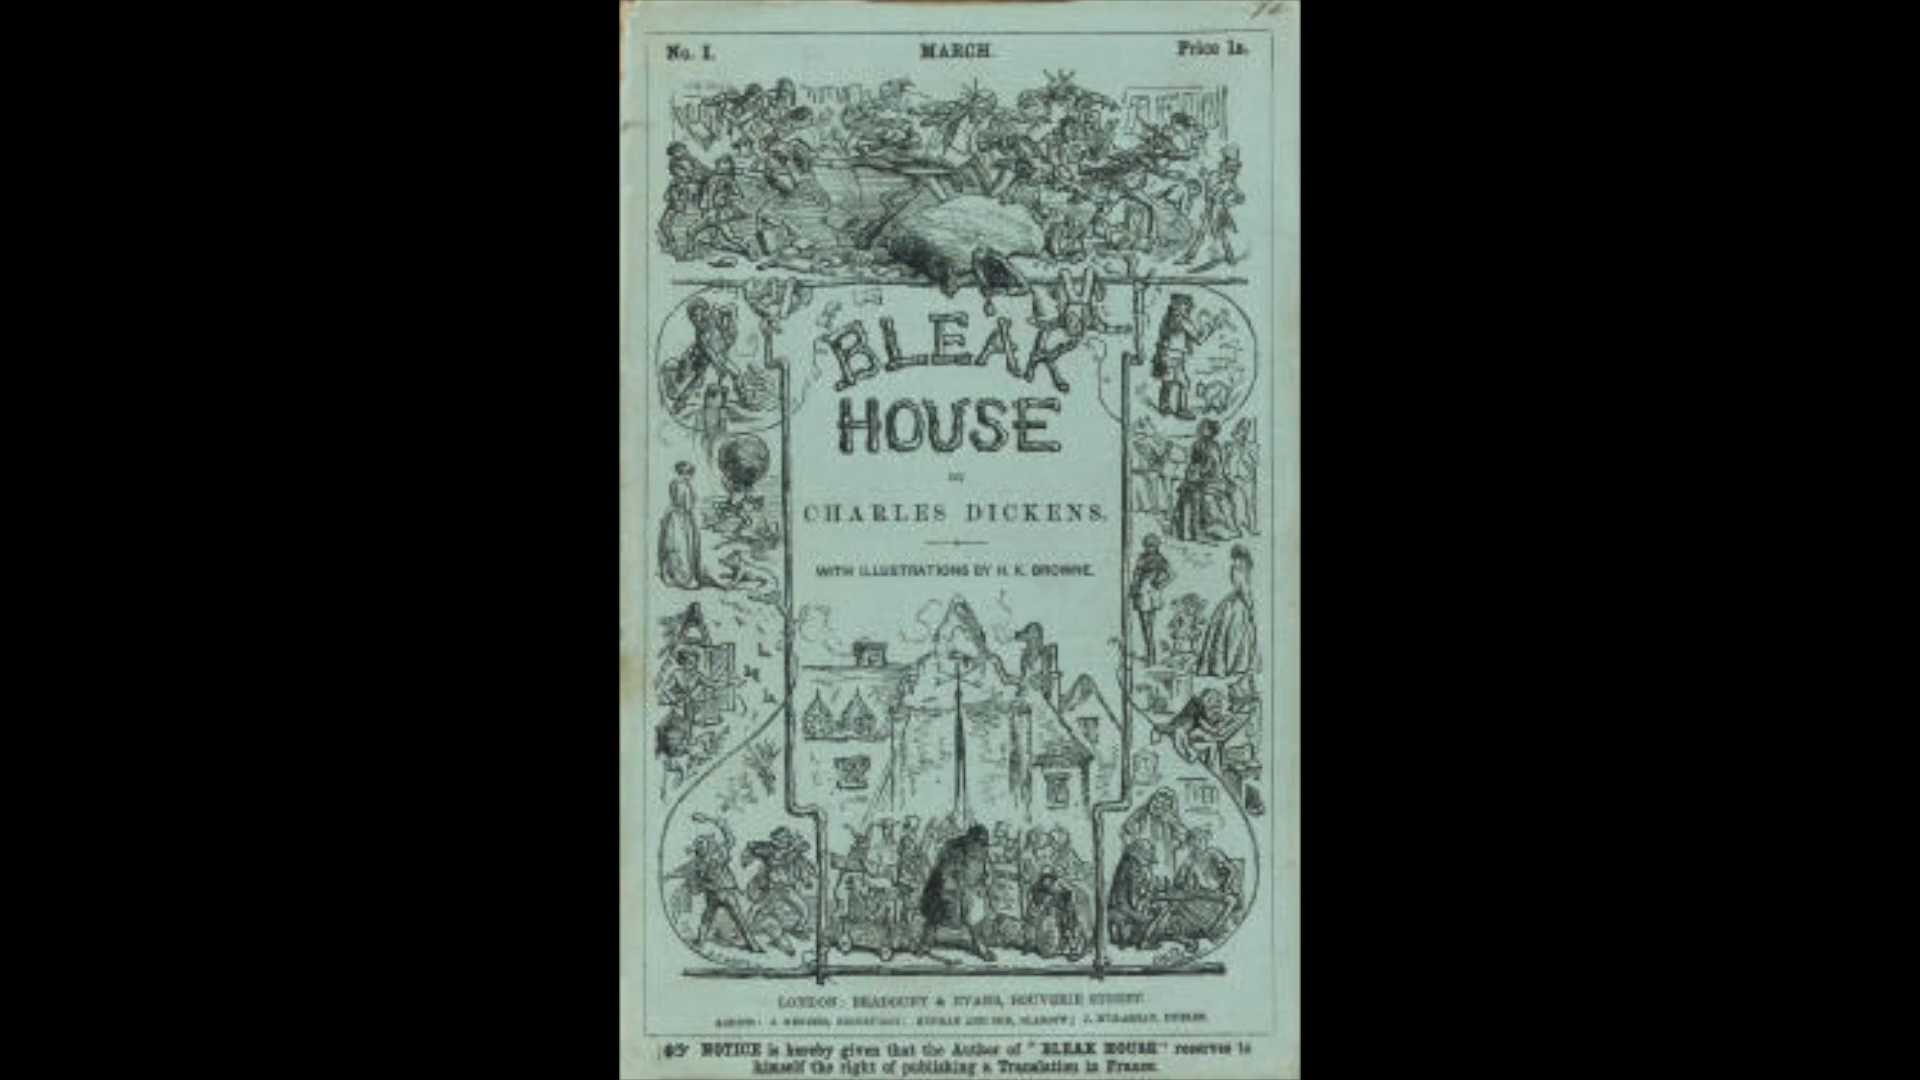 No. I. MARCH. Price 1s.
BLEAK
HOUSE
BY
CHARLES DICKENS.
WITH ILLUSTRATIONS BY H. K. BROWNE.
LONDON: BRADBURY & EVANS, BOUVERIE STREET.
NOTICE is hereby given that the Author of "BLEAK HOUSE" reserves to
himself the right of publishing a Translation in France.